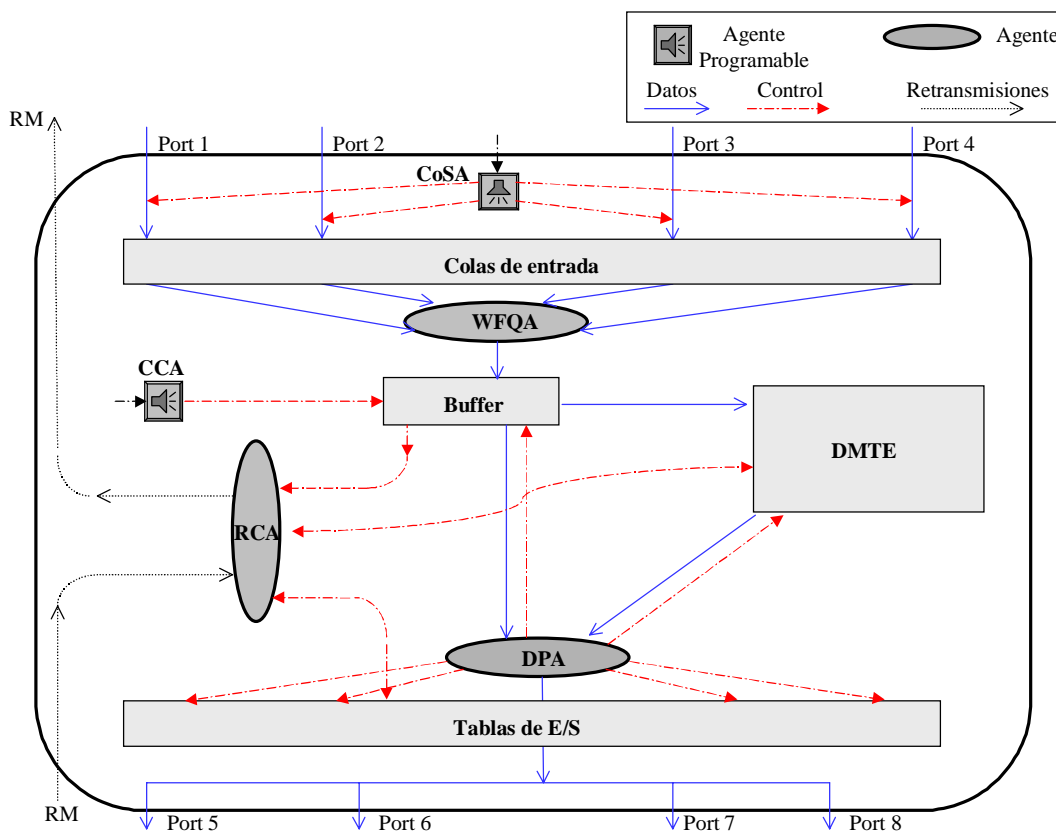 Agente
Programable
Agente
Datos
Control
Retransmisiones
RM
Port 1
Port 2
Port 3
Port 4
CoSA
Colas de entrada
WFQA
CCA
Buffer
DMTE
RCA
DPA
Tablas de E/S
RM
Port 5
Port 6
Port 7
Port 8